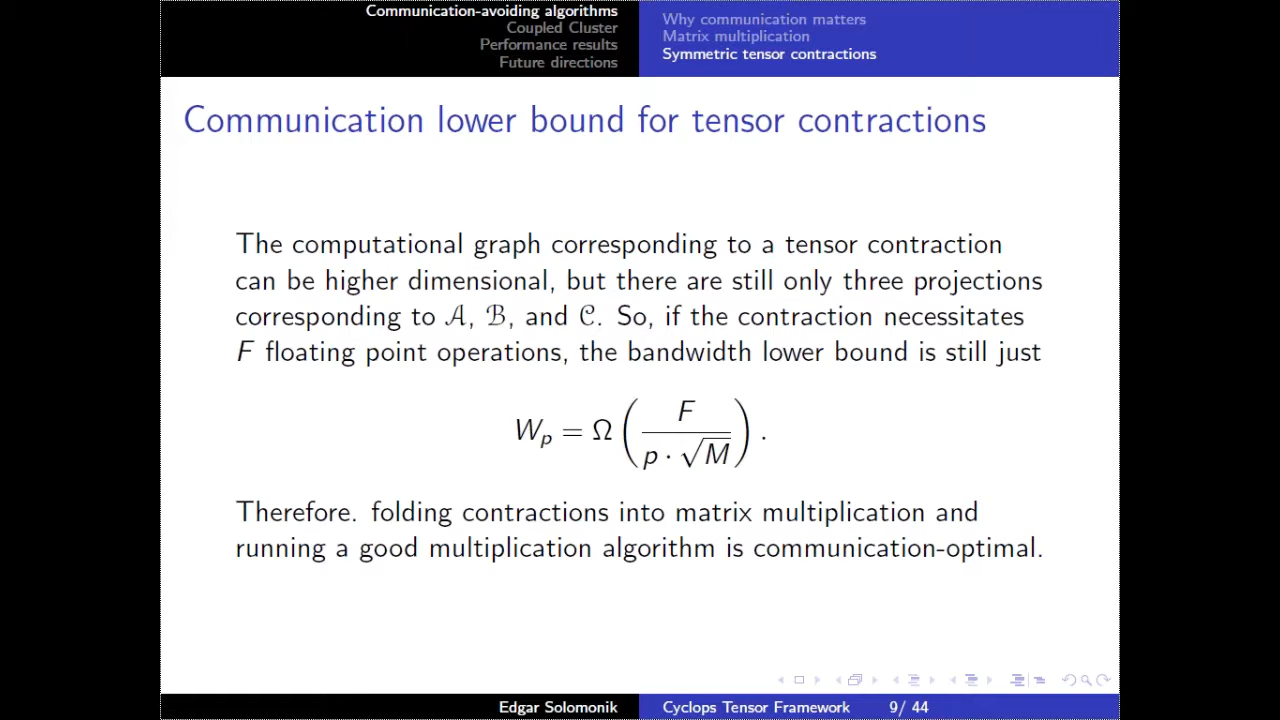 Communication-avoiding algorithms
Coupled Cluster
Performance results
Future directions
Why communication matters
Matrix multiplication
Symmetric tensor contractions
Communication lower bound for tensor contractions
The computational graph corresponding to a tensor contraction
can be higher dimensional, but there are still only three projections
corresponding to 𝒜, ℬ, and 𝒞. So, if the contraction necessitates
F floating point operations, the bandwidth lower bound is still just
W_p = Ω ( F / (p · √M) ) .
Therefore. folding contractions into matrix multiplication and
running a good multiplication algorithm is communication-optimal.
Edgar Solomonik
Cyclops Tensor Framework
9/ 44